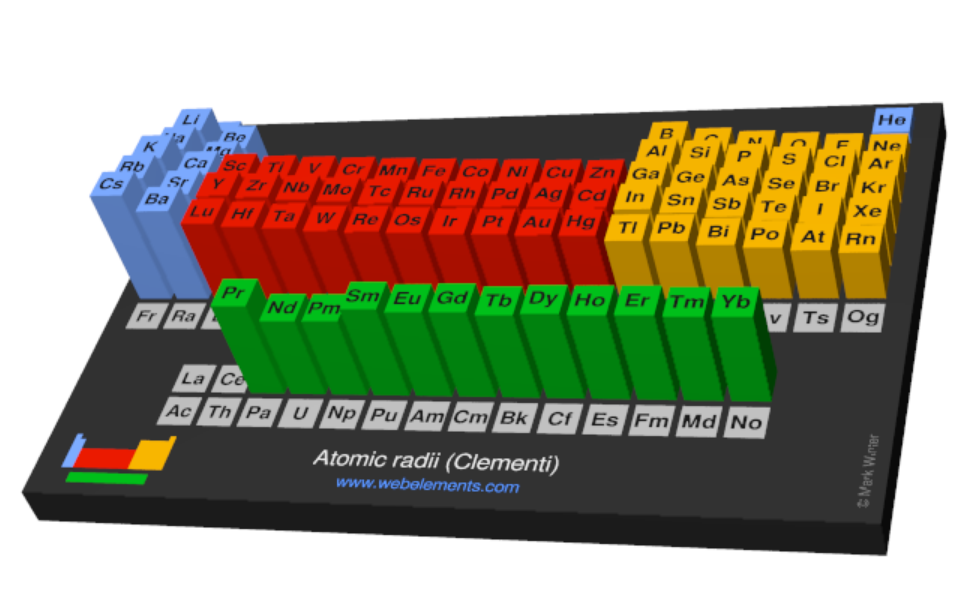 Li He
Be B N O F Ne
K Mg Al Si P S Cl Ar
Rb Ca Sc Ti V Cr Mn Fe Co Ni Cu Zn Ga Ge As Se Br Kr
Cs Sr Y Zr Nb Mo Tc Ru Rh Pd Ag Cd In Sn Sb Te I Xe
Ba Lu Hf Ta W Re Os Ir Pt Au Hg Tl Pb Bi Po At Rn
Fr Ra v Ts Og
La Ce Pr Nd Pm Sm Eu Gd Tb Dy Ho Er Tm Yb
Ac Th Pa U Np Pu Am Cm Bk Cf Es Fm Md No
Atomic radii (Clementi)
www.webelements.com
© Mark Winter